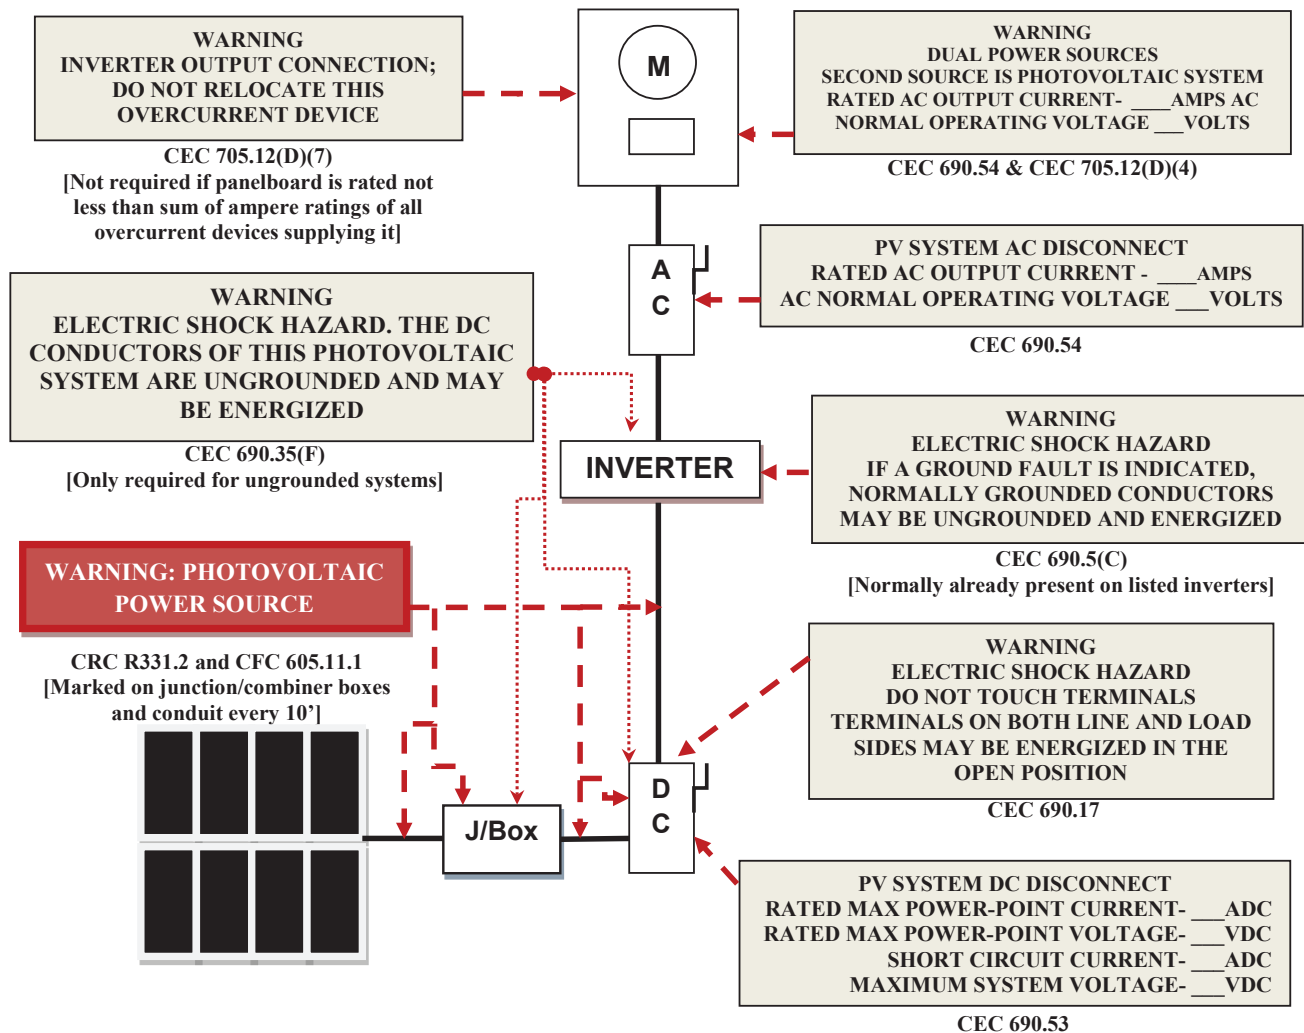 WARNING
INVERTER OUTPUT CONNECTION;
DO NOT RELOCATE THIS
OVERCURRENT DEVICE
CEC 705.12(D)(7)
[Not required if panelboard is rated not
less than sum of ampere ratings of all
overcurrent devices supplying it]
M
WARNING
DUAL POWER SOURCES
SECOND SOURCE IS PHOTOVOLTAIC SYSTEM
RATED AC OUTPUT CURRENT- ____AMPS AC
NORMAL OPERATING VOLTAGE ___VOLTS
CEC 690.54 & CEC 705.12(D)(4)
A
C
PV SYSTEM AC DISCONNECT
RATED AC OUTPUT CURRENT - ____AMPS
AC NORMAL OPERATING VOLTAGE ___VOLTS
CEC 690.54
WARNING
ELECTRIC SHOCK HAZARD. THE DC
CONDUCTORS OF THIS PHOTOVOLTAIC
SYSTEM ARE UNGROUNDED AND MAY
BE ENERGIZED
CEC 690.35(F)
[Only required for ungrounded systems]
INVERTER
WARNING
ELECTRIC SHOCK HAZARD
IF A GROUND FAULT IS INDICATED,
NORMALLY GROUNDED CONDUCTORS
MAY BE UNGROUNDED AND ENERGIZED
CEC 690.5(C)
[Normally already present on listed inverters]
WARNING: PHOTOVOLTAIC
POWER SOURCE
CRC R331.2 and CFC 605.11.1
[Marked on junction/combiner boxes
and conduit every 10’]
WARNING
ELECTRIC SHOCK HAZARD
DO NOT TOUCH TERMINALS
TERMINALS ON BOTH LINE AND LOAD
SIDES MAY BE ENERGIZED IN THE
OPEN POSITION
CEC 690.17
J/Box
D
C
PV SYSTEM DC DISCONNECT
RATED MAX POWER-POINT CURRENT- ___ADC
RATED MAX POWER-POINT VOLTAGE- ___VDC
SHORT CIRCUIT CURRENT- ___ADC
MAXIMUM SYSTEM VOLTAGE- ___VDC
CEC 690.53